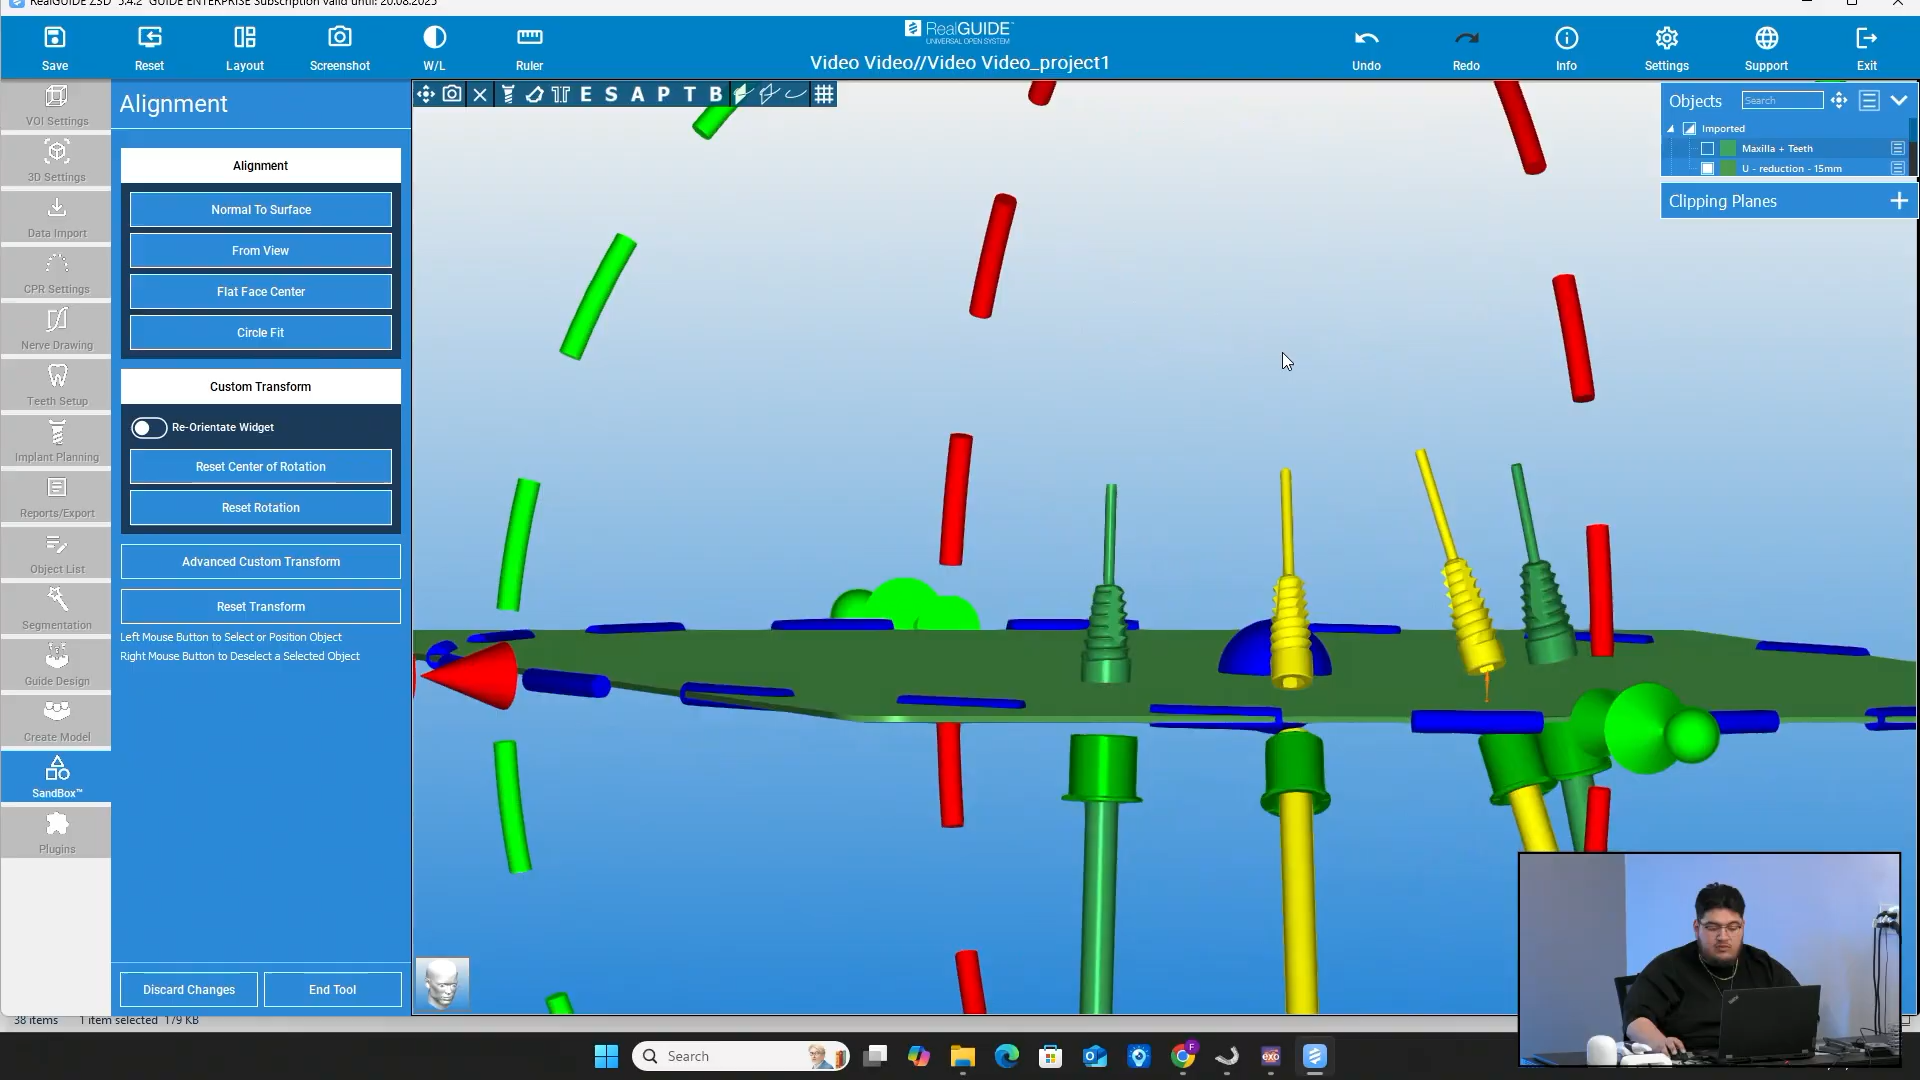 RealGUIDE Z3D 5.4.2 GUIDE ENTERPRISE Subscription valid until: 20.08.2025
Save
Reset
Layout
Screenshot
W/L
Ruler
RealGUIDE™
UNIVERSAL OPEN SYSTEM
Video Video//Video Video_project1
Undo
Redo
Info
Settings
Support
Exit
VOI Settings
3D Settings
Data Import
CPR Settings
Nerve Drawing
Teeth Setup
Implant Planning
Reports/Export
Object List
Segmentation
Guide Design
Create Model
SandBox™
Plugins
Alignment
Alignment
Normal To Surface
From View
Flat Face Center
Circle Fit
Custom Transform
Re-Orientate Widget
Reset Center of Rotation
Reset Rotation
Advanced Custom Transform
Reset Transform
Left Mouse Button to Select or Position Object
Right Mouse Button to Deselect a Selected Object
Discard Changes
End Tool
E S A P T B
Objects
Search
Imported
Maxilla + Teeth
U - reduction - 15mm
Clipping Planes
38 items 1 item selected 179 KB
Search
F
exo